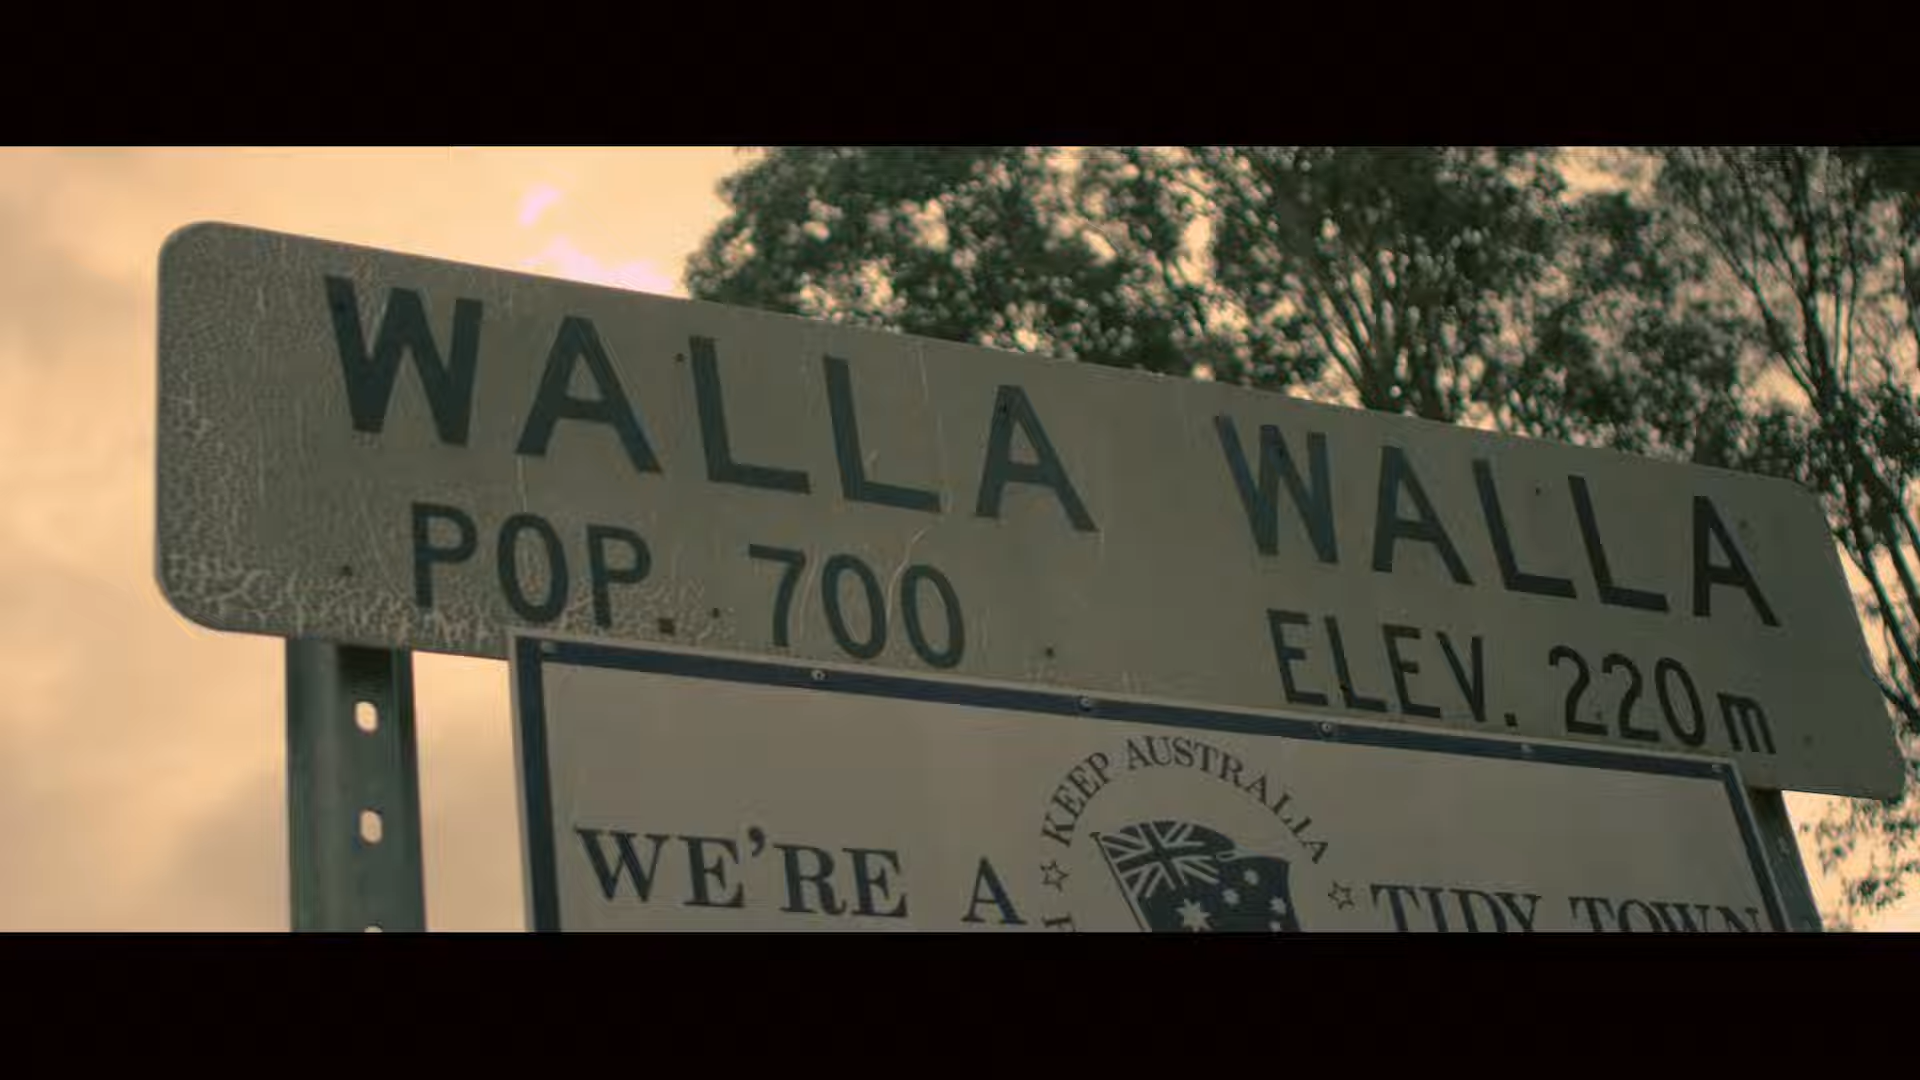 WALLA WALLA
POP. 700 ELEV. 220m
KEEP AUSTRALIA
WE'RE A TIDY TOWN